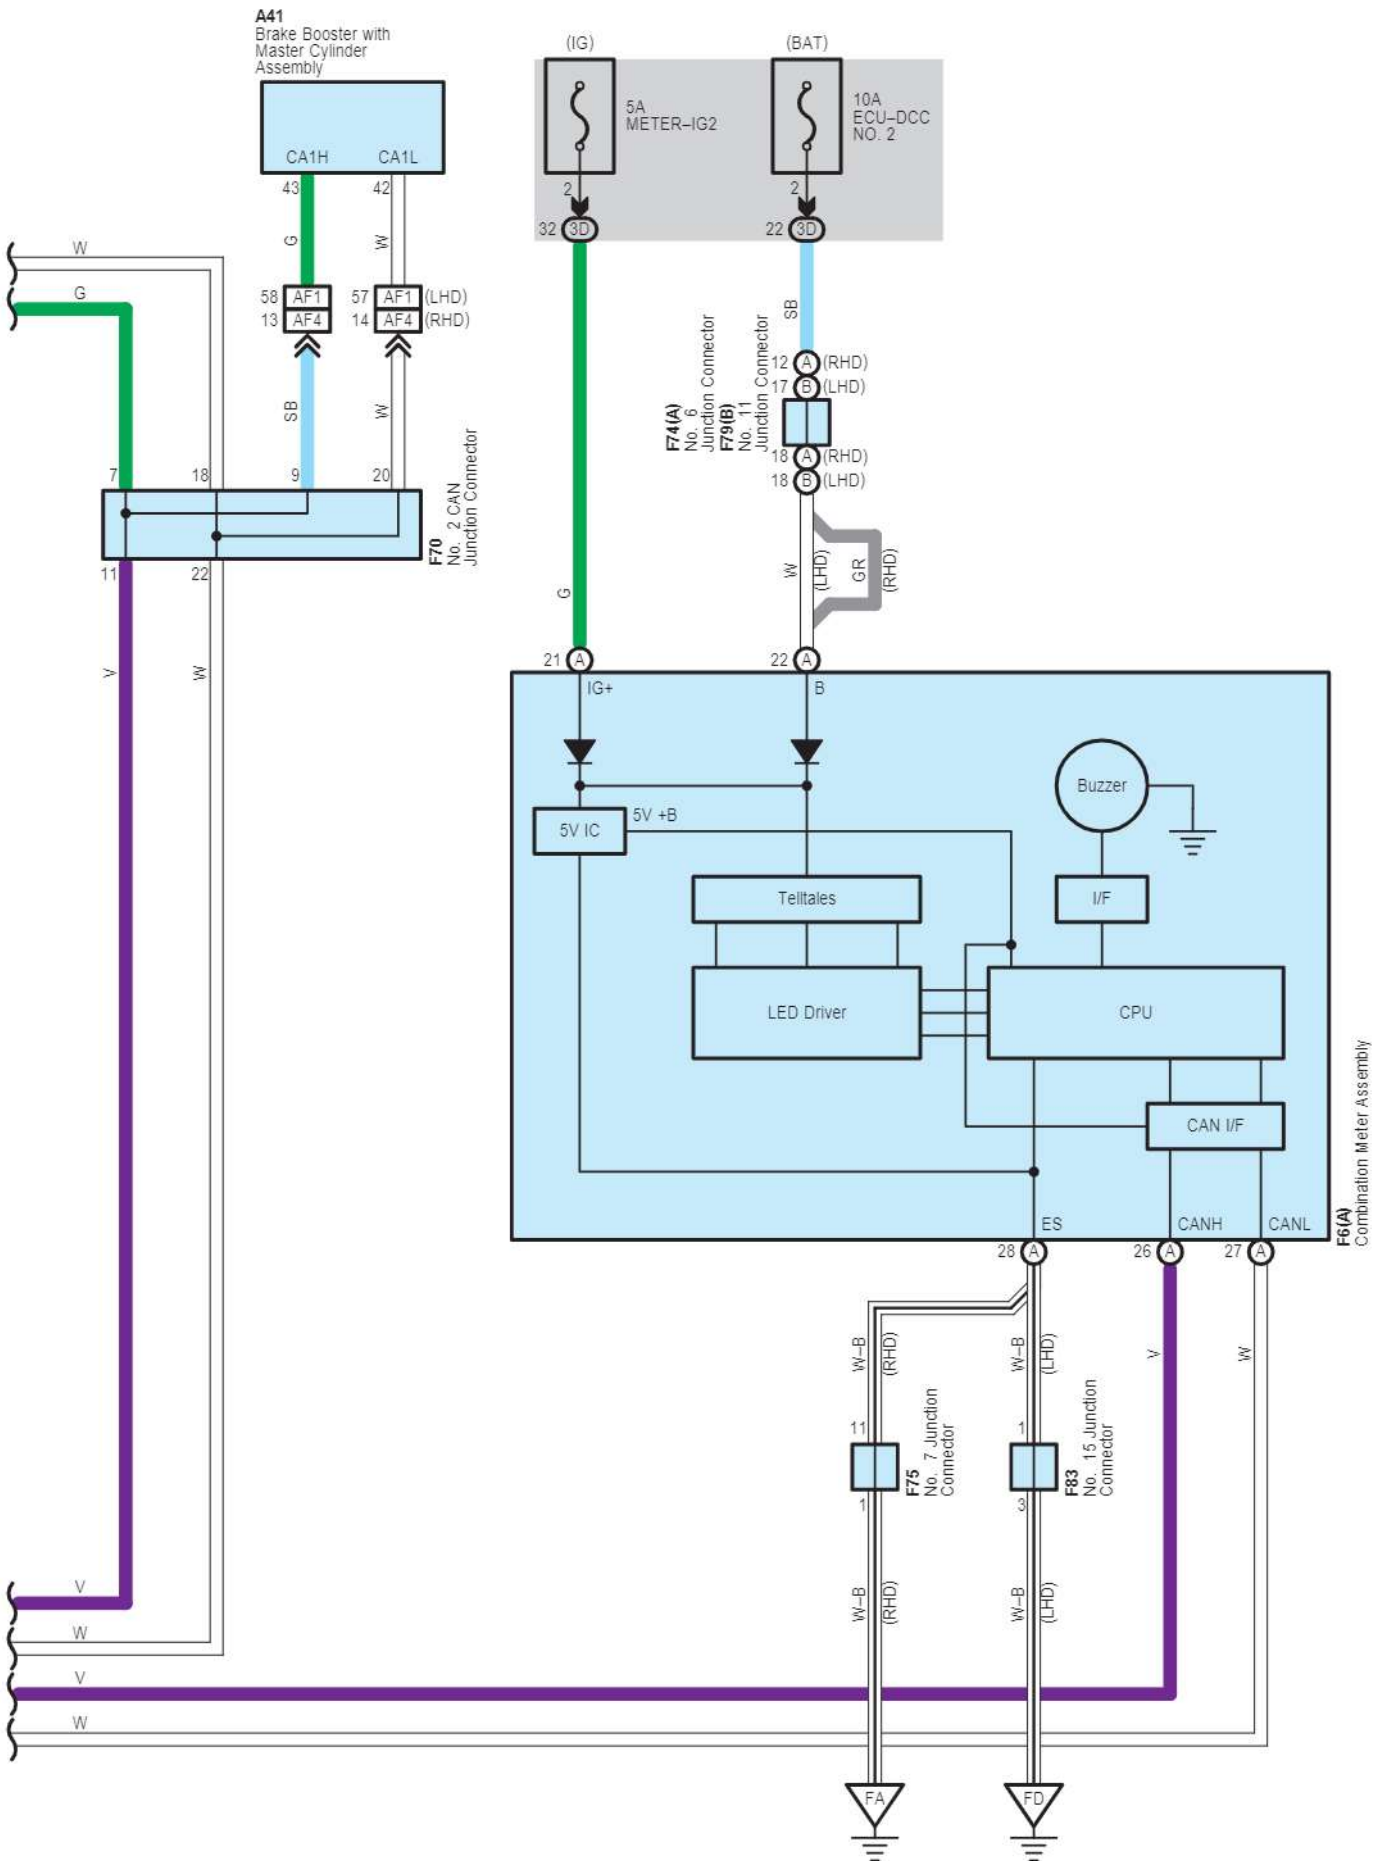 A41
Brake Booster with
Master Cylinder
Assembly
CA1H
CA1L
43
42
G
W
58 AF1
57 AF1 (LHD)
13 AF4
14 AF4 (RHD)
SB
W
W
G
7
18
9
20
F70
No. 2 CAN
Junction Connector
11
22
V
W
(IG)
(BAT)
5A
METER–IG2
10A
ECU–DCC
NO. 2
2
2
32 3D
22 3D
G
SB
12 A (RHD)
17 B (LHD)
F74(A)
No. 6
Junction Connector
F79(B)
No. 11
Junction Connector
18 A (RHD)
18 B (LHD)
W
(LHD)
GR
(RHD)
21 A
22 A
IG+
B
5V IC
5V +B
Buzzer
Telltales
I/F
LED Driver
CPU
CAN I/F
ES
CANH
CANL
F6(A)
Combination Meter Assembly
28 A
26 A
27 A
W–B
(RHD)
W–B
(LHD)
V
W
11
1
F75
No. 7 Junction
Connector
F83
No. 15 Junction
Connector
1
3
W–B
(RHD)
W–B
(LHD)
V
W
V
W
FA
FD